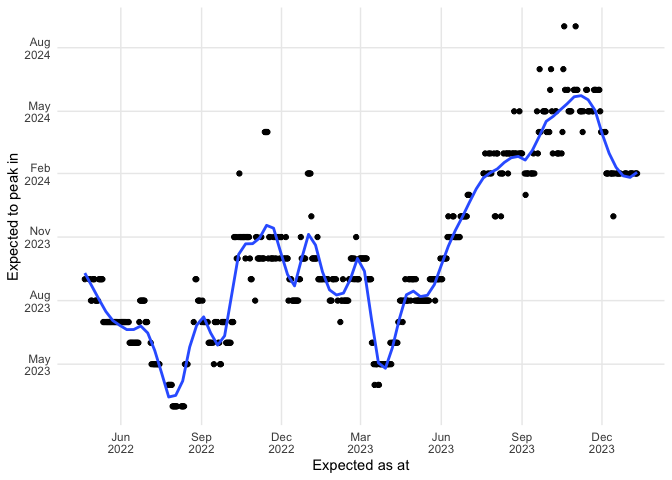 Aug
2024
May
2024
Feb
2024
Nov
2023
Aug
2023
May
2023
Expected to peak in
Jun
2022
Sep
2022
Dec
2022
Mar
2023
Jun
2023
Sep
2023
Dec
2023
Expected as at